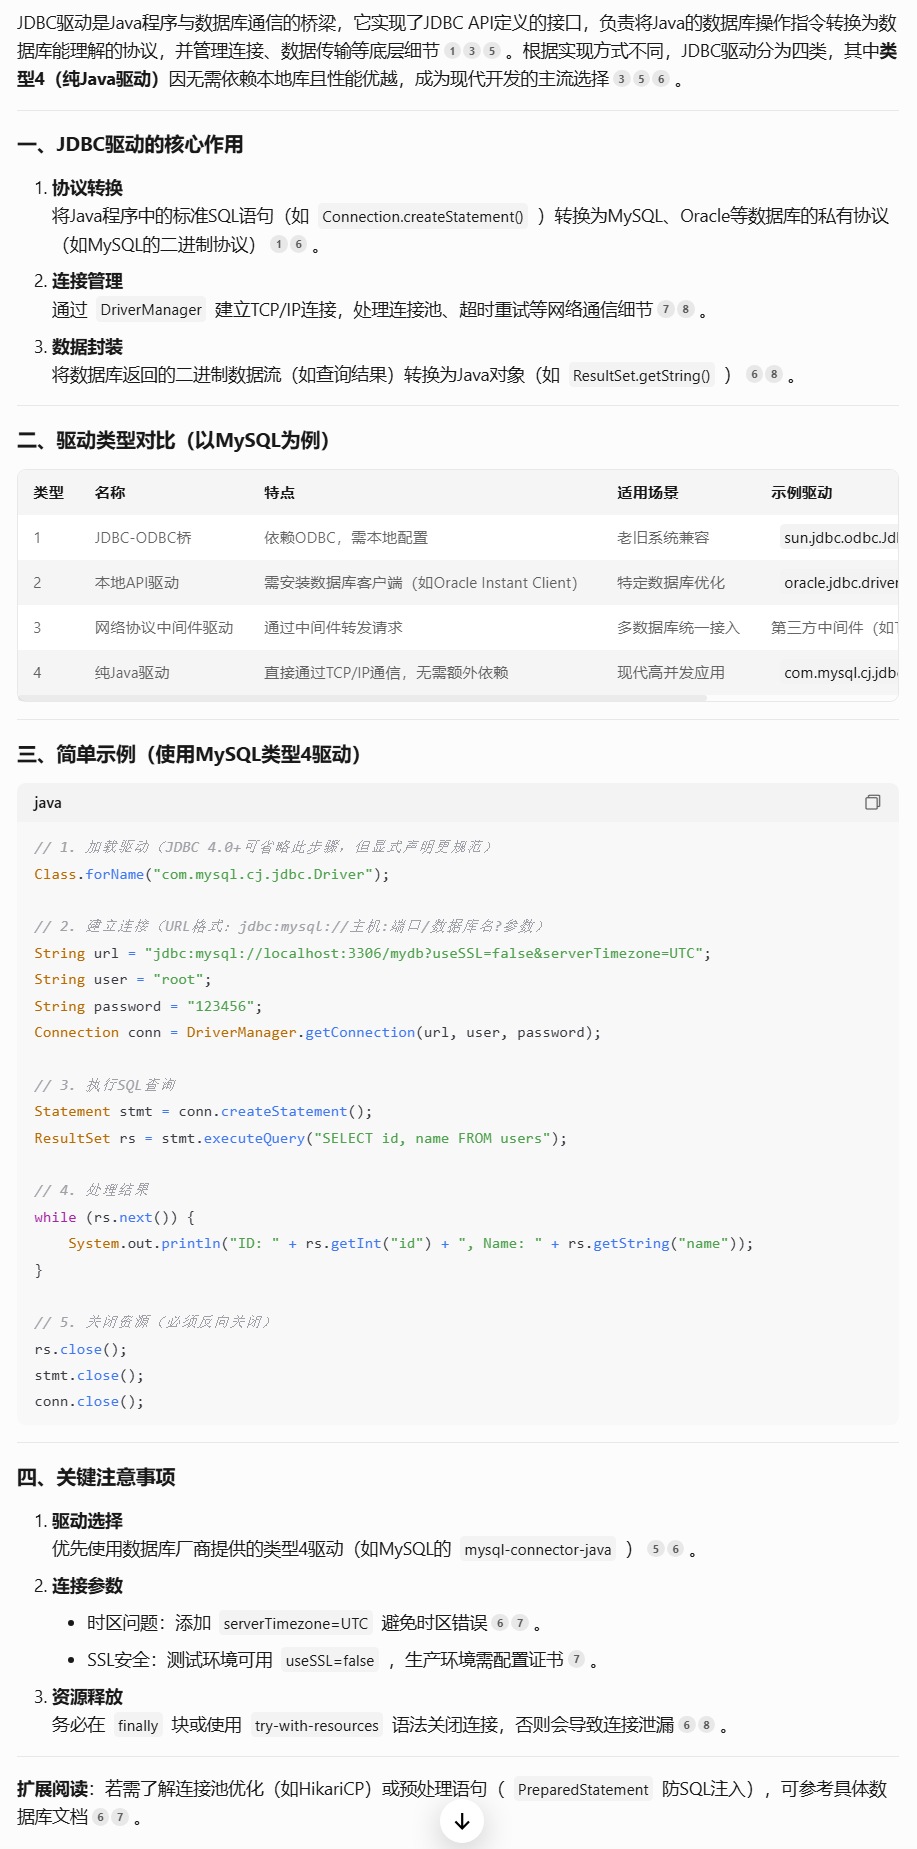 JDBC驱动是Java程序与数据库通信的桥梁，它实现了JDBC API定义的接口，负责将Java的数据库操作指令转换为数
据库能理解的协议，并管理连接、数据传输等底层细节 1 3 5 。根据实现方式不同，JDBC驱动分为四类，其中类
型4（纯Java驱动）因无需依赖本地库且性能优越，成为现代开发的主流选择 3 5 6 。
一、JDBC驱动的核心作用
1. 协议转换
将Java程序中的标准SQL语句（如 Connection.createStatement() ）转换为MySQL、Oracle等数据库的私有协议
（如MySQL的二进制协议） 1 6 。
2. 连接管理
通过 DriverManager 建立TCP/IP连接，处理连接池、超时重试等网络通信细节 7 8 。
3. 数据封装
将数据库返回的二进制数据流（如查询结果）转换为Java对象（如 ResultSet.getString() ） 6 8 。
二、驱动类型对比（以MySQL为例）
类型 名称 特点 适用场景 示例驱动
1 JDBC-ODBC桥 依赖ODBC，需本地配置 老旧系统兼容 sun.jdbc.odbc.Jd
2 本地API驱动 需安装数据库客户端（如Oracle Instant Client） 特定数据库优化 oracle.jdbc.driver
3 网络协议中间件驱动 通过中间件转发请求 多数据库统一接入 第三方中间件（如
4 纯Java驱动 直接通过TCP/IP通信，无需额外依赖 现代高并发应用 com.mysql.cj.jdb
三、简单示例（使用MySQL类型4驱动）
java
// 1. 加载驱动（JDBC 4.0+可省略此步骤，但显式声明更规范）
Class.forName("com.mysql.cj.jdbc.Driver");
// 2. 建立连接（URL格式：jdbc:mysql://主机:端口/数据库名?参数）
String url = "jdbc:mysql://localhost:3306/mydb?useSSL=false&serverTimezone=UTC";
String user = "root";
String password = "123456";
Connection conn = DriverManager.getConnection(url, user, password);
// 3. 执行SQL查询
Statement stmt = conn.createStatement();
ResultSet rs = stmt.executeQuery("SELECT id, name FROM users");
// 4. 处理结果
while (rs.next()) {
    System.out.println("ID: " + rs.getInt("id") + ", Name: " + rs.getString("name"));
}
// 5. 关闭资源（必须反向关闭）
rs.close();
stmt.close();
conn.close();
四、关键注意事项
1. 驱动选择
优先使用数据库厂商提供的类型4驱动（如MySQL的 mysql-connector-java ） 5 6 。
2. 连接参数
• 时区问题：添加 serverTimezone=UTC 避免时区错误 6 7 。
• SSL安全：测试环境可用 useSSL=false ，生产环境需配置证书 7 。
3. 资源释放
务必在 finally 块或使用 try-with-resources 语法关闭连接，否则会导致连接泄漏 6 8 。
扩展阅读：若需了解连接池优化（如HikariCP）或预处理语句（ PreparedStatement 防SQL注入），可参考具体数
据库文档 6 7 。